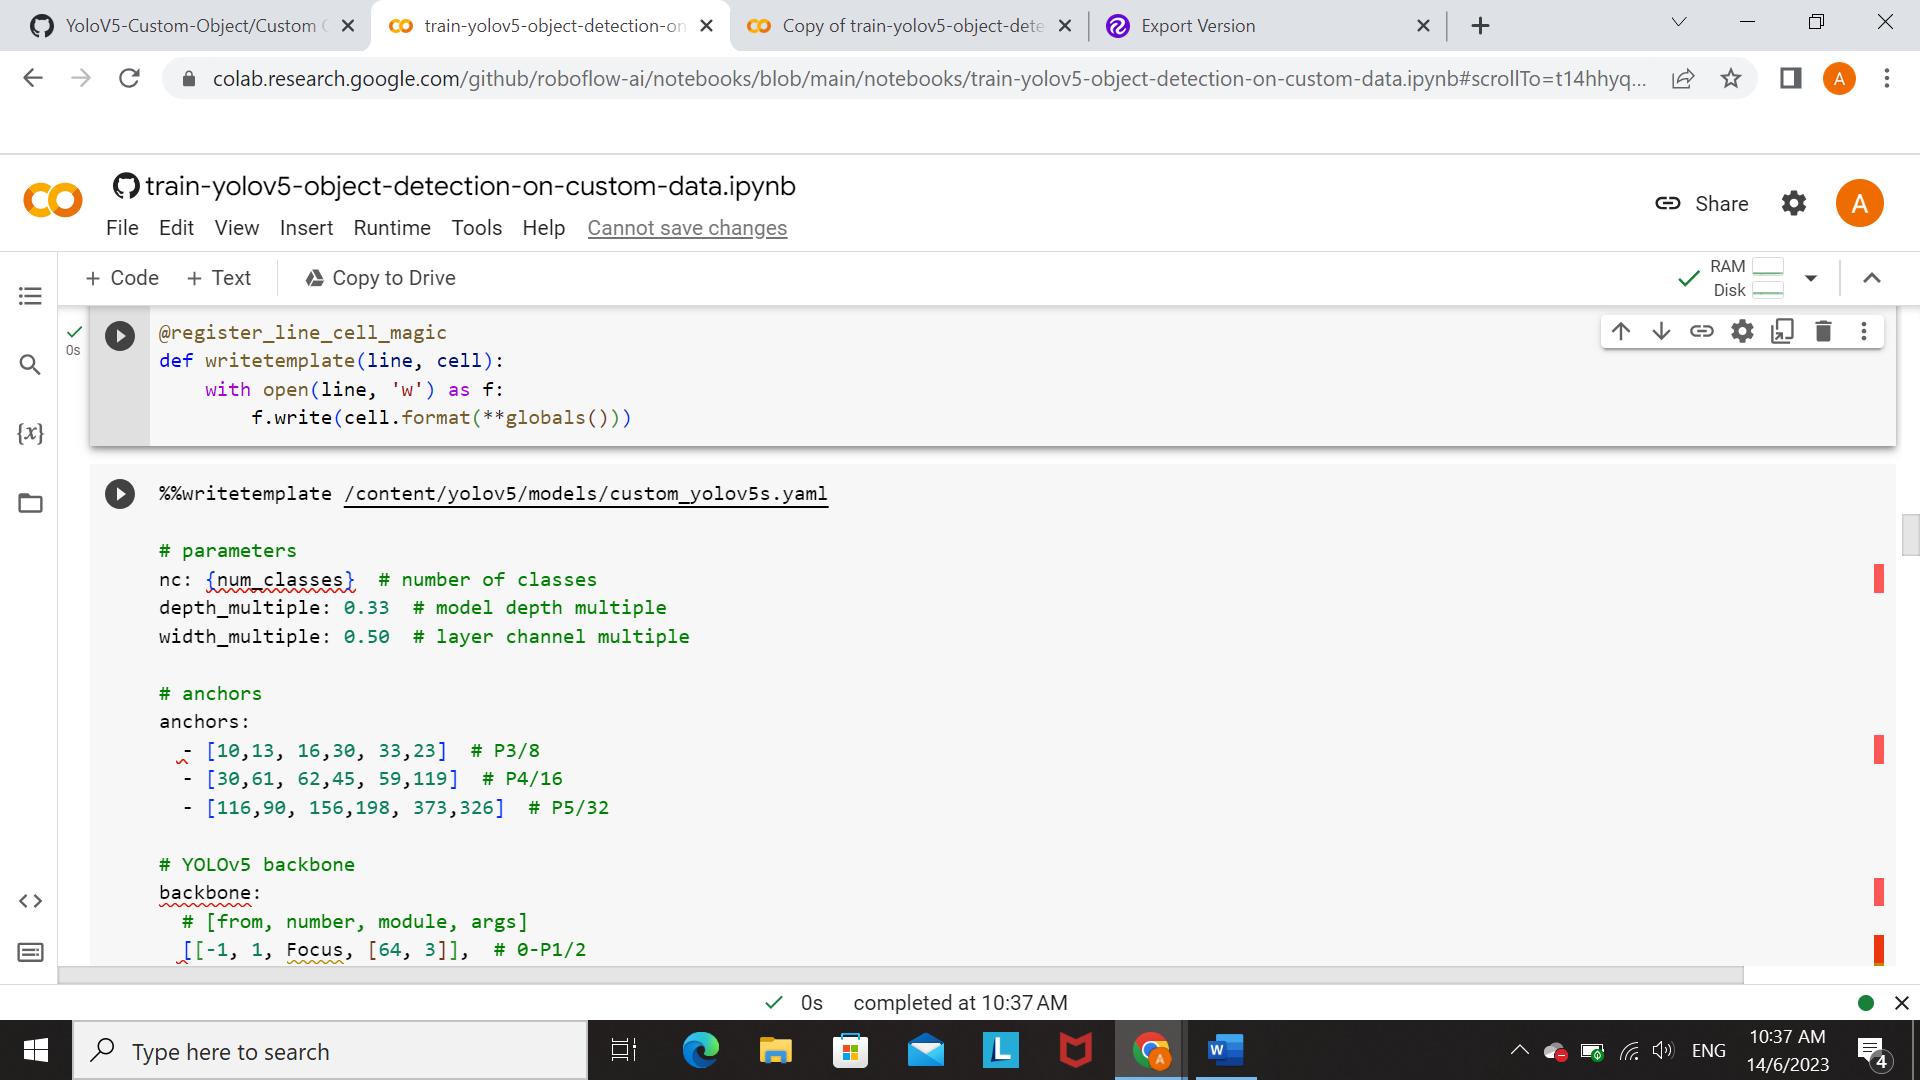 YoloV5-Custom-Object/Custom
train-yolov5-object-detection-on
Copy of train-yolov5-object-dete
Export Version
colab.research.google.com/github/roboflow-ai/notebooks/blob/main/notebooks/train-yolov5-object-detection-on-custom-data.ipynb#scrollTo=t14hhyq...
A
train-yolov5-object-detection-on-custom-data.ipynb
File Edit View Insert Runtime Tools Help Cannot save changes
Share
A
+ Code + Text Copy to Drive
RAM
Disk
0s
@register_line_cell_magic
def writetemplate(line, cell):
    with open(line, 'w') as f:
        f.write(cell.format(**globals()))
{x}
%%writetemplate /content/yolov5/models/custom_yolov5s.yaml
# parameters
nc: {num_classes}  # number of classes
depth_multiple: 0.33  # model depth multiple
width_multiple: 0.50  # layer channel multiple
# anchors
anchors:
  - [10,13, 16,30, 33,23]  # P3/8
  - [30,61, 62,45, 59,119]  # P4/16
  - [116,90, 156,198, 373,326]  # P5/32
# YOLOv5 backbone
backbone:
  # [from, number, module, args]
  [[-1, 1, Focus, [64, 3]],  # 0-P1/2
0s completed at 10:37 AM
Type here to search
L
W
A
ENG
10:37 AM
14/6/2023
4